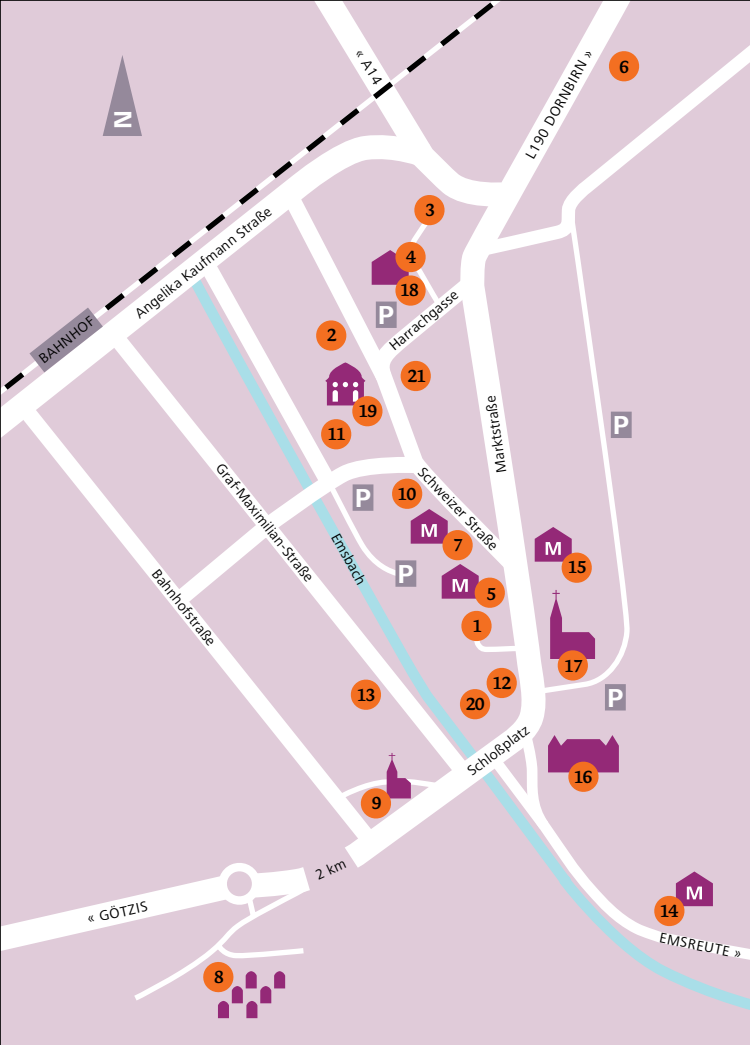 « A14
L190 DORNBIRN »
6
N
3
Angelika Kaufmann Straße
4
18
P
Harrachgasse
BAHNHOF
2
21
19
11
P
Marktstraße
Schweizer Straße
10
P
M
7
M
15
Graf-Maximilian-Straße
Emsbach
P
M
5
Bahnhofstraße
1
17
13
12
20
P
Schloßplatz
16
9
2 km
M
14
« GÖTZIS
EMSREUTE »
8